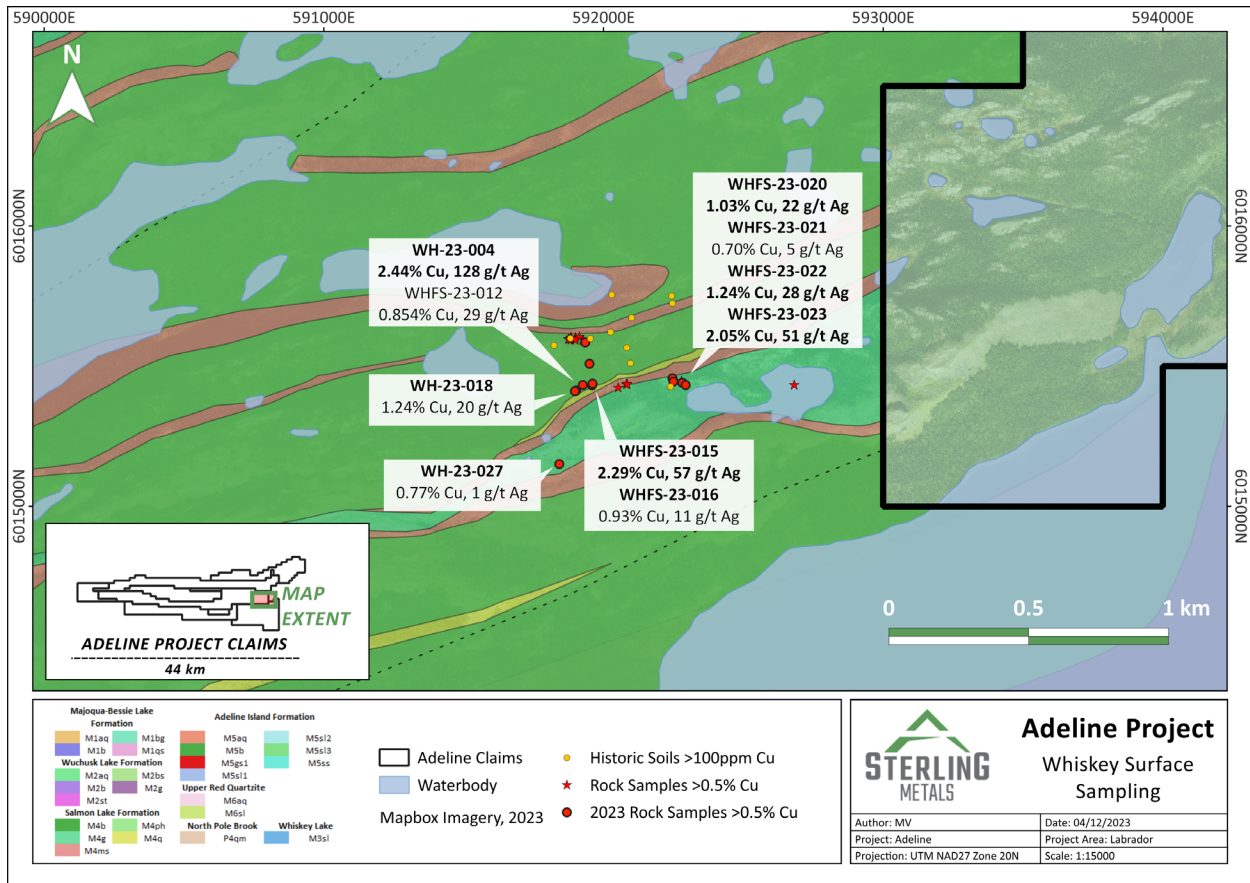 590000E 591000E 592000E 593000E 594000E
N
6016000N
6016000N
6015000N
6015000N
WHFS-23-020
1.03% Cu, 22 g/t Ag
WHFS-23-021
0.70% Cu, 5 g/t Ag
WHFS-23-022
1.24% Cu, 28 g/t Ag
WHFS-23-023
2.05% Cu, 51 g/t Ag
WH-23-004
2.44% Cu, 128 g/t Ag
WHFS-23-012
0.854% Cu, 29 g/t Ag
WH-23-018
1.24% Cu, 20 g/t Ag
WH-23-027
0.77% Cu, 1 g/t Ag
WHFS-23-015
2.29% Cu, 57 g/t Ag
WHFS-23-016
0.93% Cu, 11 g/t Ag
MAP
EXTENT
ADELINE PROJECT CLAIMS
44 km
0 0.5 1 km
Majoqua-Bessie Lake
Formation
M1aq M1bg
M1b M1qs
Wuchusk Lake Formation
M2aq M2bs
M2b M2g
M2st
Salmon Lake Formation
M4b M4ph
M4g M4q
M4ms
Adeline Island Formation
M5aq M5sl2
M5b M5sl3
M5gs1 M5ss
M5sl1
Upper Red Quartzite
M6aq
M6sl
North Pole Brook Whiskey Lake
P4qm M3sl
Adeline Claims
Waterbody
Mapbox Imagery, 2023
Historic Soils >100ppm Cu
Rock Samples >0.5% Cu
2023 Rock Samples >0.5% Cu
STERLING
METALS
Adeline Project
Whiskey Surface
Sampling
Author: MV Date: 04/12/2023
Project: Adeline Project Area: Labrador
Projection: UTM NAD27 Zone 20N Scale: 1:15000